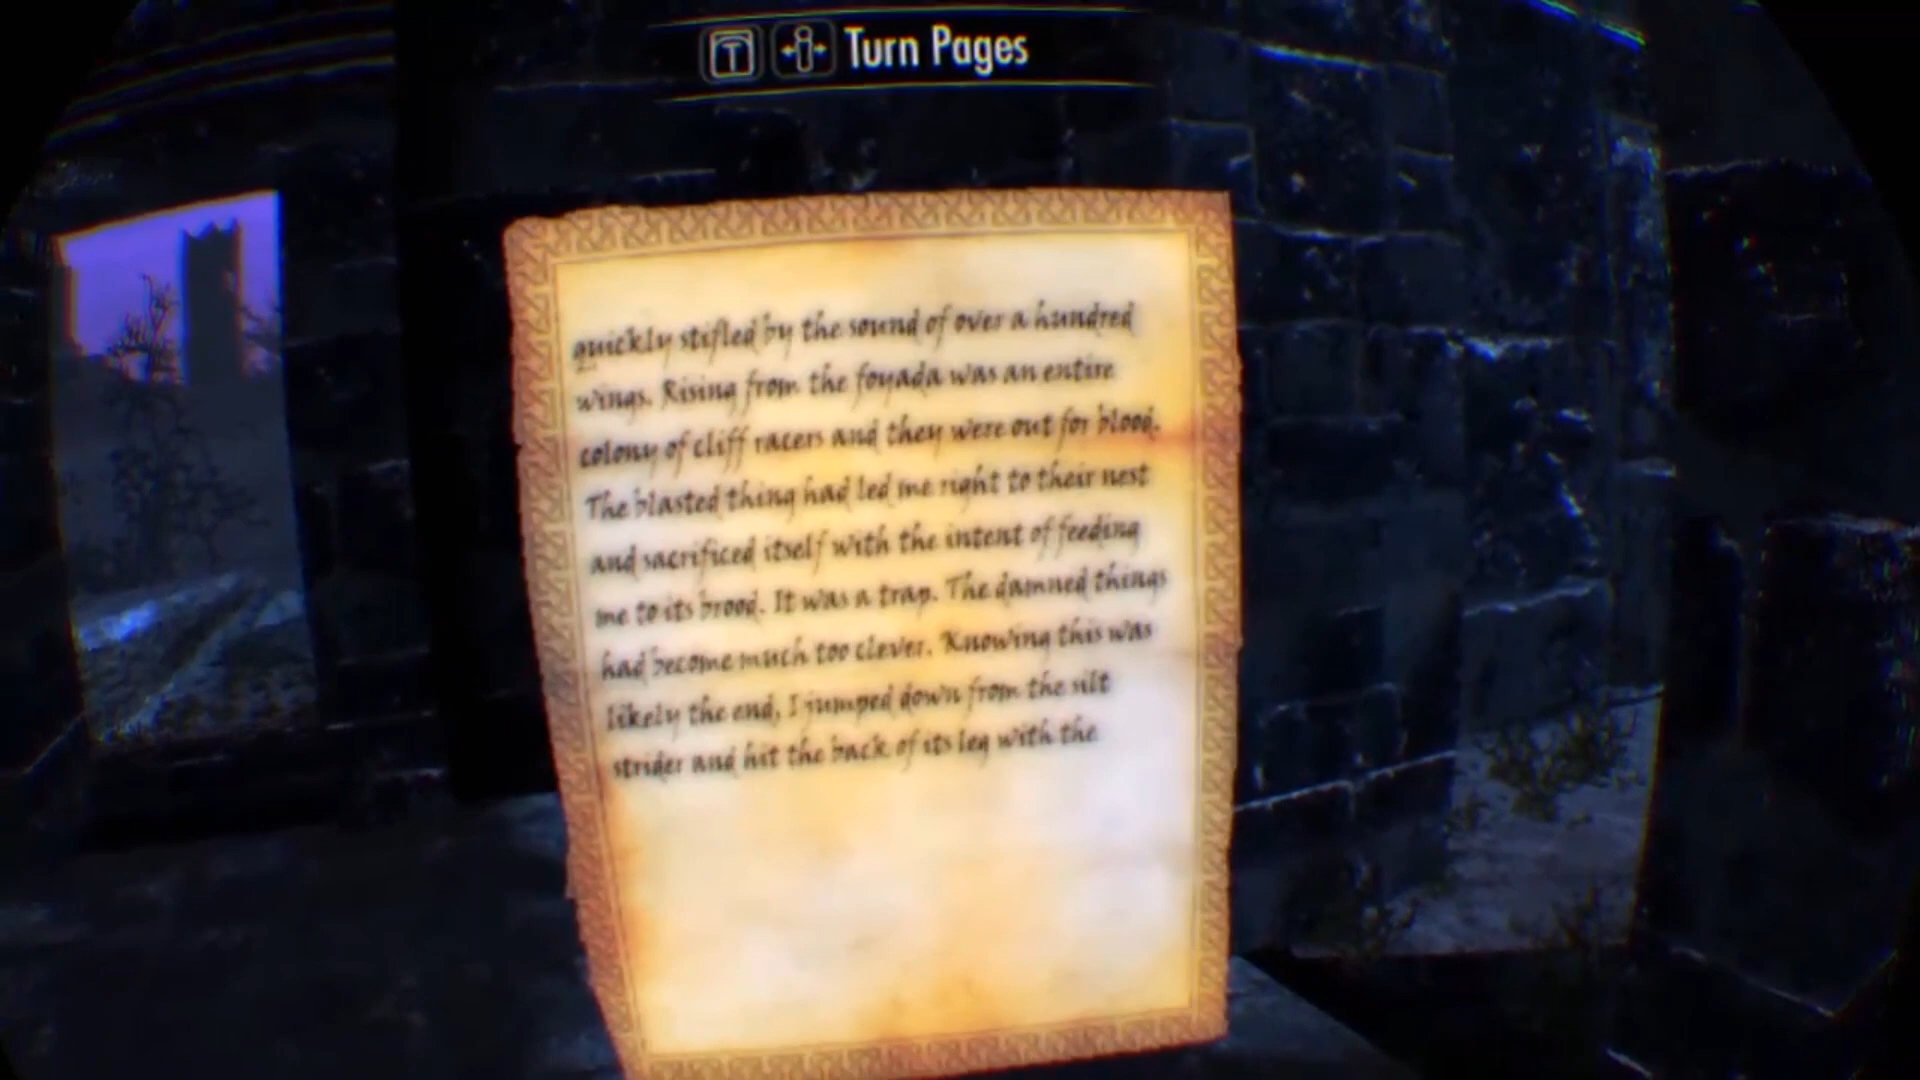 T Turn Pages
quickly stifled by the sound of over a hundred
wings. Rising from the foyada was an entire
colony of cliff racers and they were out for blood.
The blasted thing had led me right to their nest
and sacrificed itself with the intent of feeding
me to its brood. It was a trap. The damned things
had become much too clever. Knowing this was
likely the end, I jumped down from the silt
strider and hit the back of its leg with the